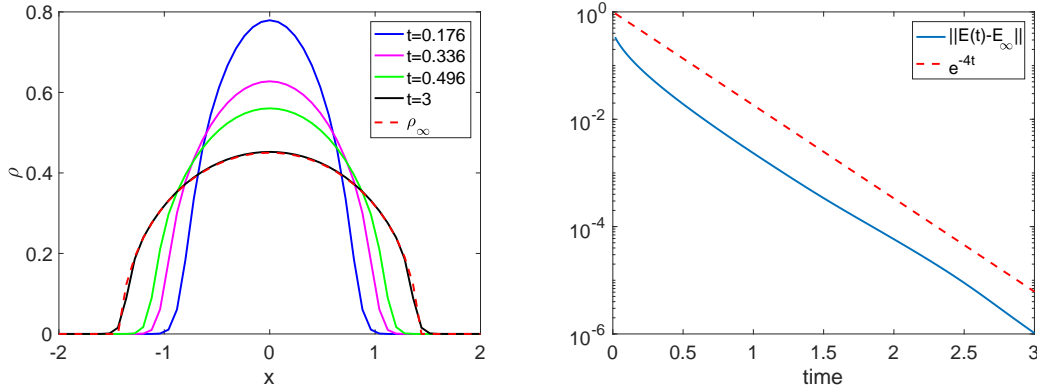 0.8
0.6
0.4
0.2
0
ρ
-2
-1
0
1
2
x
t=0.176
t=0.336
t=0.496
t=3
ρ∞
10^0
10^-2
10^-4
10^-6
0
0.5
1
1.5
2
2.5
3
time
||E(t)-E∞||
e^-4t